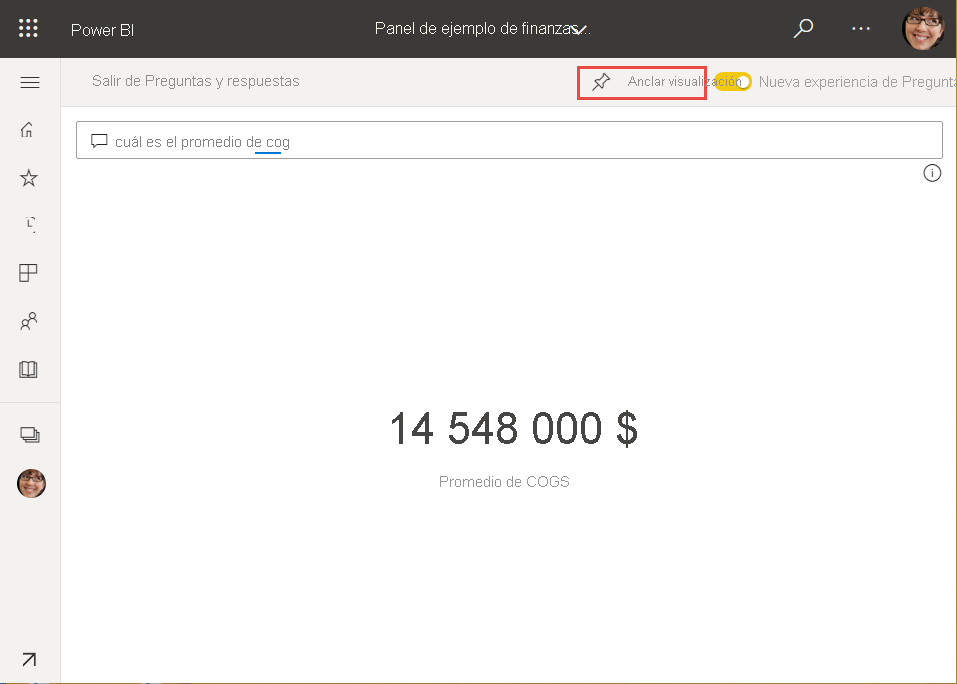 Power BI
Panel de ejemplo de finanzas...
Salir de Preguntas y respuestas
Anclar visualización
Nueva experiencia de Pregunta
cuál es el promedio de cog
14 548 000 $
Promedio de COGS